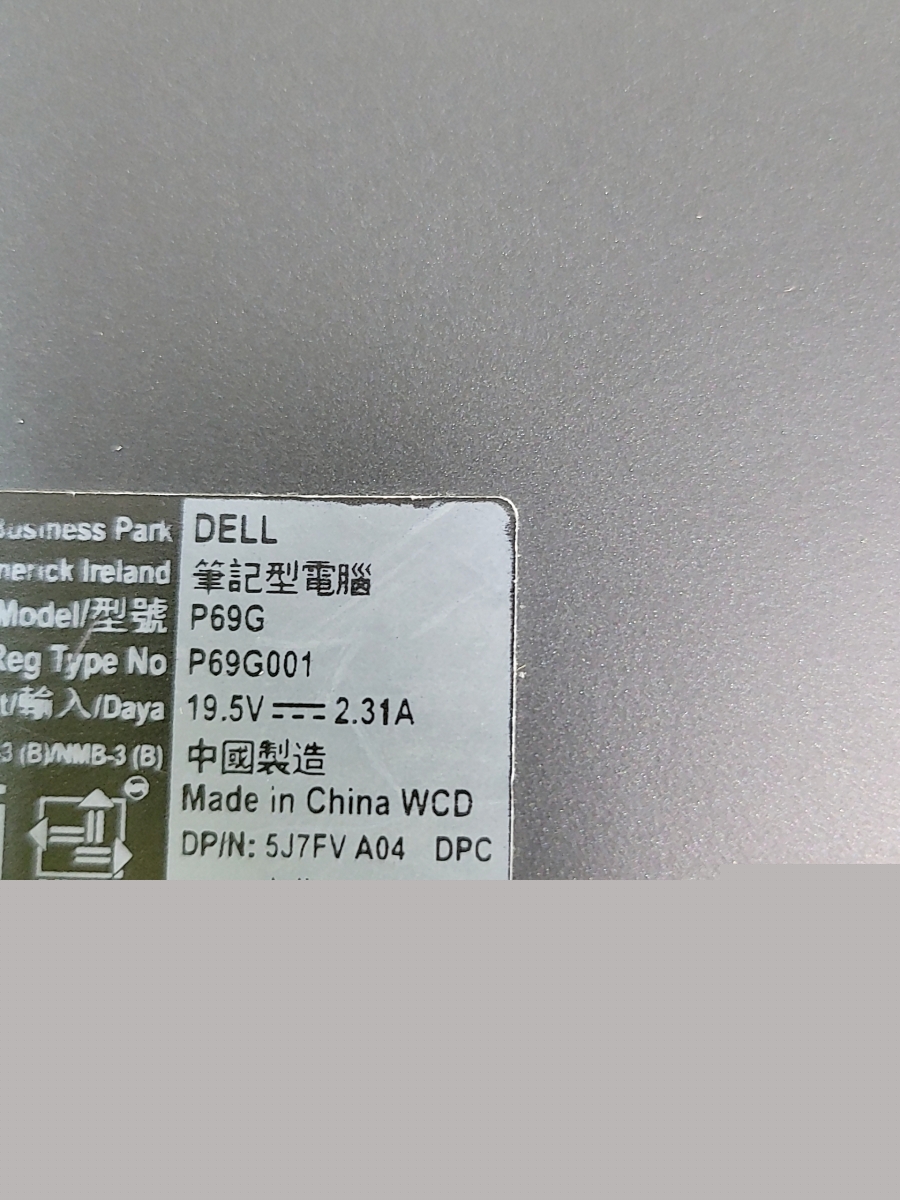 Business Park DELL
Ireland 筆記型電腦
Model/型號 P69G
Reg Type No P69G001
/輸入/Daya 19.5V 2.31A
3 (B)/NMB-3 (B) 中國製造
Made in China WCD
DP/N: 5J7FV A04 DPC